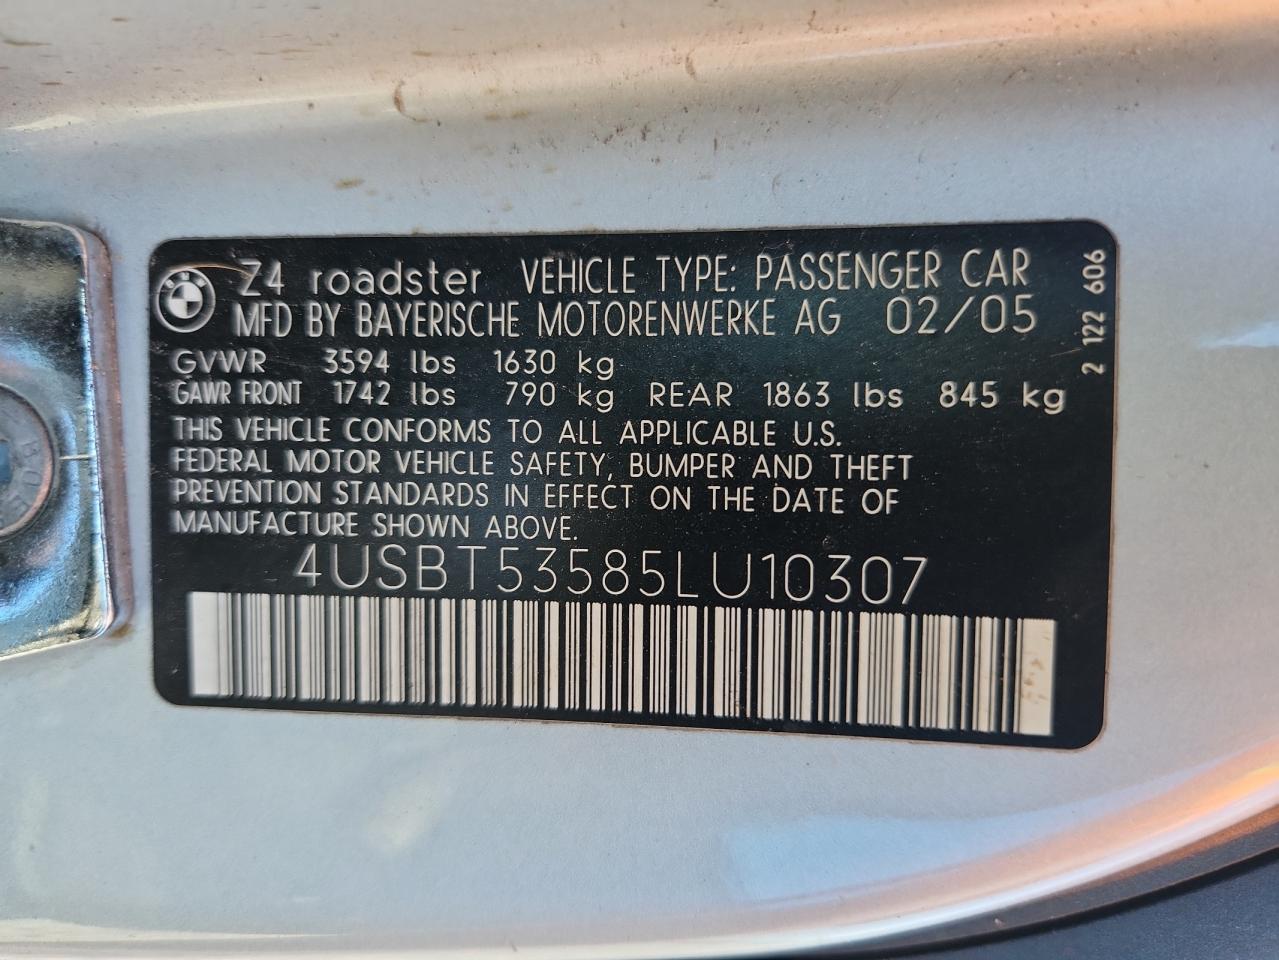 Z4 roadster VEHICLE TYPE: PASSENGER CAR
MFD BY BAYERISCHE MOTORENWERKE AG 02/05
GVWR 3594 lbs 1630 kg
GAWR FRONT 1742 lbs 790 kg REAR 1863 lbs 845 kg
THIS VEHICLE CONFORMS TO ALL APPLICABLE U.S.
FEDERAL MOTOR VEHICLE SAFETY, BUMPER AND THEFT
PREVENTION STANDARDS IN EFFECT ON THE DATE OF
MANUFACTURE SHOWN ABOVE.
4USBT53585LU10307
2 122 606
BMW